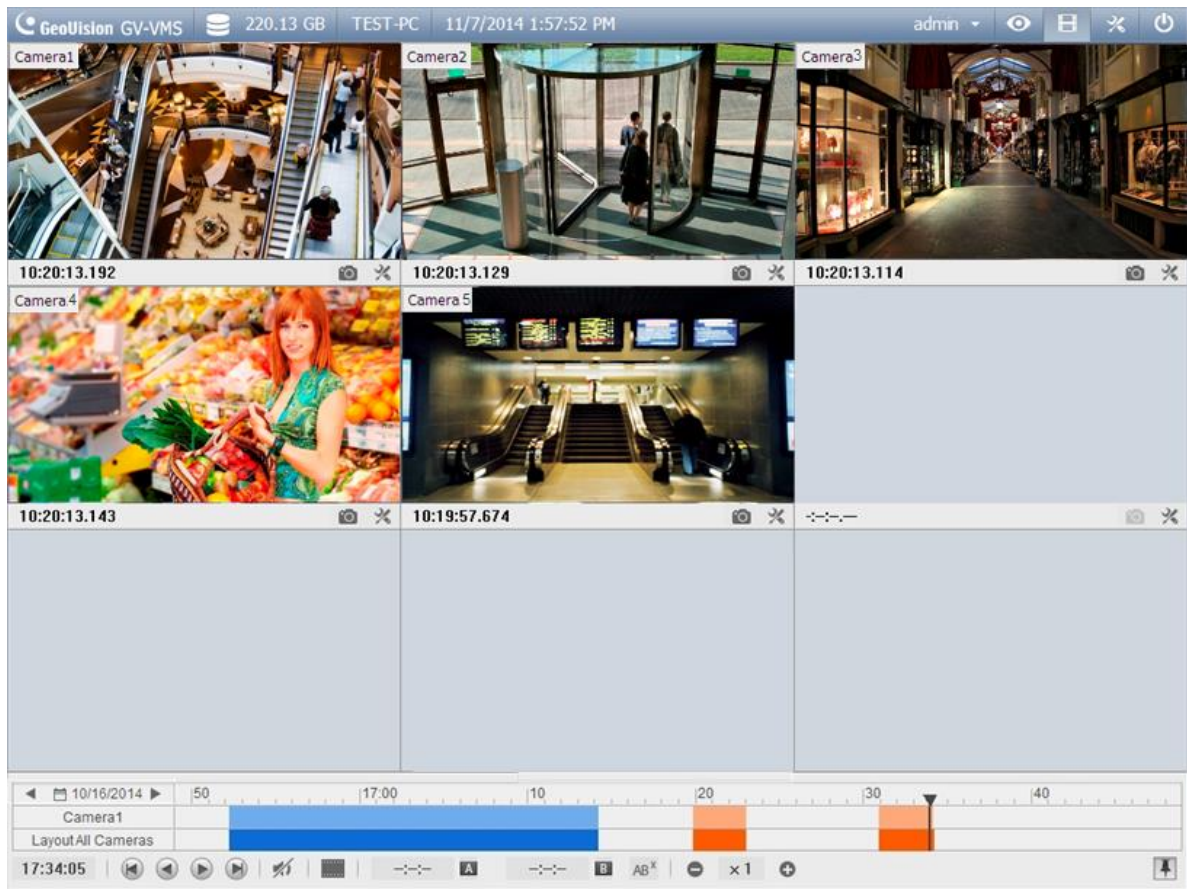 GeoVision GV-VMS 220.13 GB TEST-PC 11/7/2014 1:57:52 PM admin
Camera1 Camera2 Camera3
10:20:13.192 10:20:13.129 10:20:13.114
Camera 4 Camera 5
10:20:13.143 10:19:57.674 -:--:-.--
10/16/2014 50 17:00 10 20 30 40
Camera1
Layout All Cameras
17:34:05 --:--:-- A --:--:-- B ABX x 1